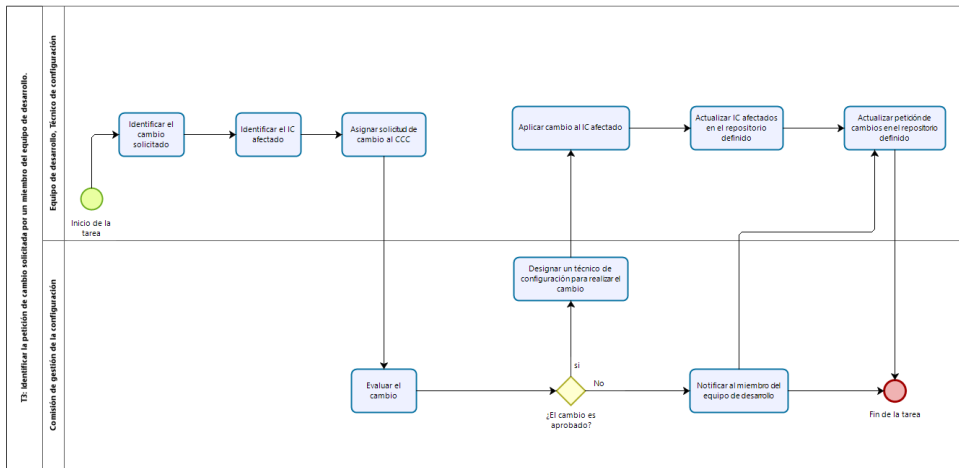 T3: Identificar la petición de cambio solicitada por un miembro del equipo de desarrollo.
Equipo de desarrollo, Técnico de configuración
Inicio de la
tarea
Identificar el
cambio
solicitado
Identificar el IC
afectado
Asignar solicitud de
cambio al CCC
Aplicar cambio al IC afectado
Actualizar IC afectados
en el repositorio
definido
Actualizar petición de
cambios en el repositorio
definido
Comisión de gestión de la configuración
Designar un técnico de
configuración para realizar el
cambio
Evaluar el
cambio
si
No
¿El cambio es
aprobado?
Notificar al miembro del
equipo de desarrollo
Fin de la tarea